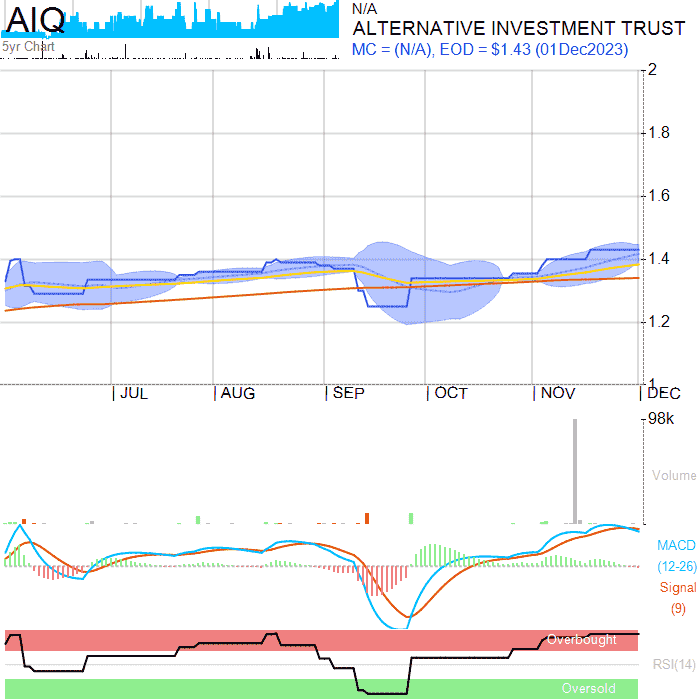 AIQ
5yr Chart
N/A
ALTERNATIVE INVESTMENT TRUST
MC = (N/A), EOD = $1.43 (01Dec2023)
2
1.8
1.6
1.4
1.2
1
JUL AUG SEP OCT NOV DEC
98k
Volume
MACD
(12-26)
Signal
(9)
Overbought
RSI(14)
Oversold